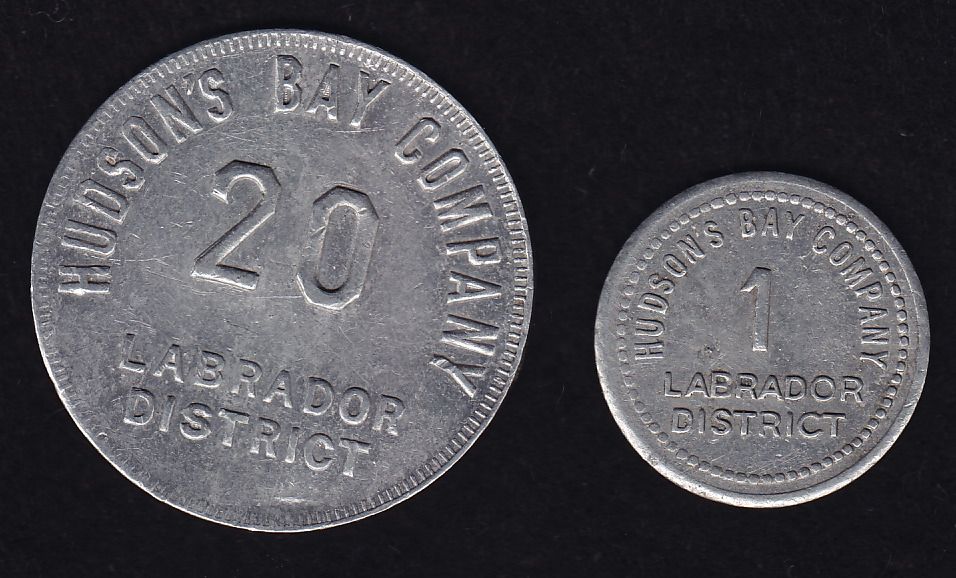 HUDSON'S BAY COMPANY
20
LABRADOR
DISTRICT
HUDSON'S BAY COMPANY
1
LABRADOR
DISTRICT